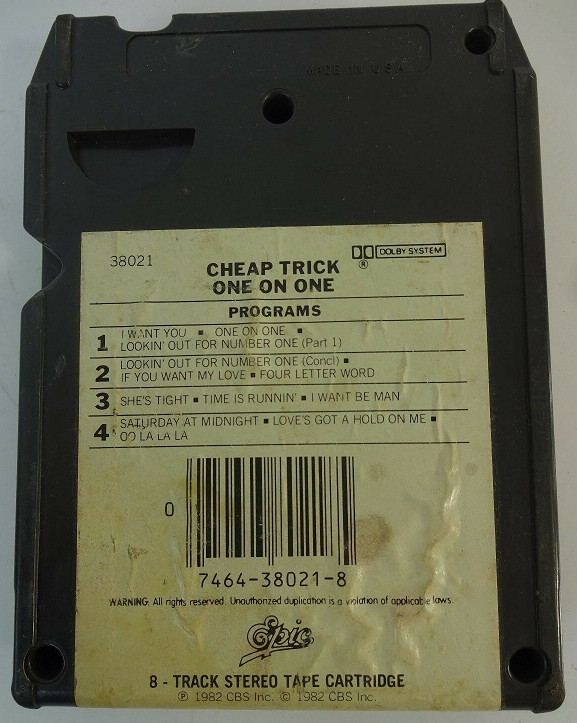 MADE IN USA
38021
DOLBY SYSTEM
®
CHEAP TRICK
ONE ON ONE
PROGRAMS
1 I WANT YOU ▪ ONE ON ONE ▪
LOOKIN' OUT FOR NUMBER ONE (Part 1)
2 LOOKIN' OUT FOR NUMBER ONE (Concl) ▪
IF YOU WANT MY LOVE ▪ FOUR LETTER WORD
3 SHE'S TIGHT ▪ TIME IS RUNNIN' ▪ I WANT BE MAN
4 SATURDAY AT MIDNIGHT ▪ LOVE'S GOT A HOLD ON ME ▪
OO LA LA LA
0
7464-38021-8
WARNING: All rights reserved. Unauthorized duplication is a violation of applicable laws.
Epic
8 - TRACK STEREO TAPE CARTRIDGE
℗ 1982 CBS Inc. © 1982 CBS Inc.